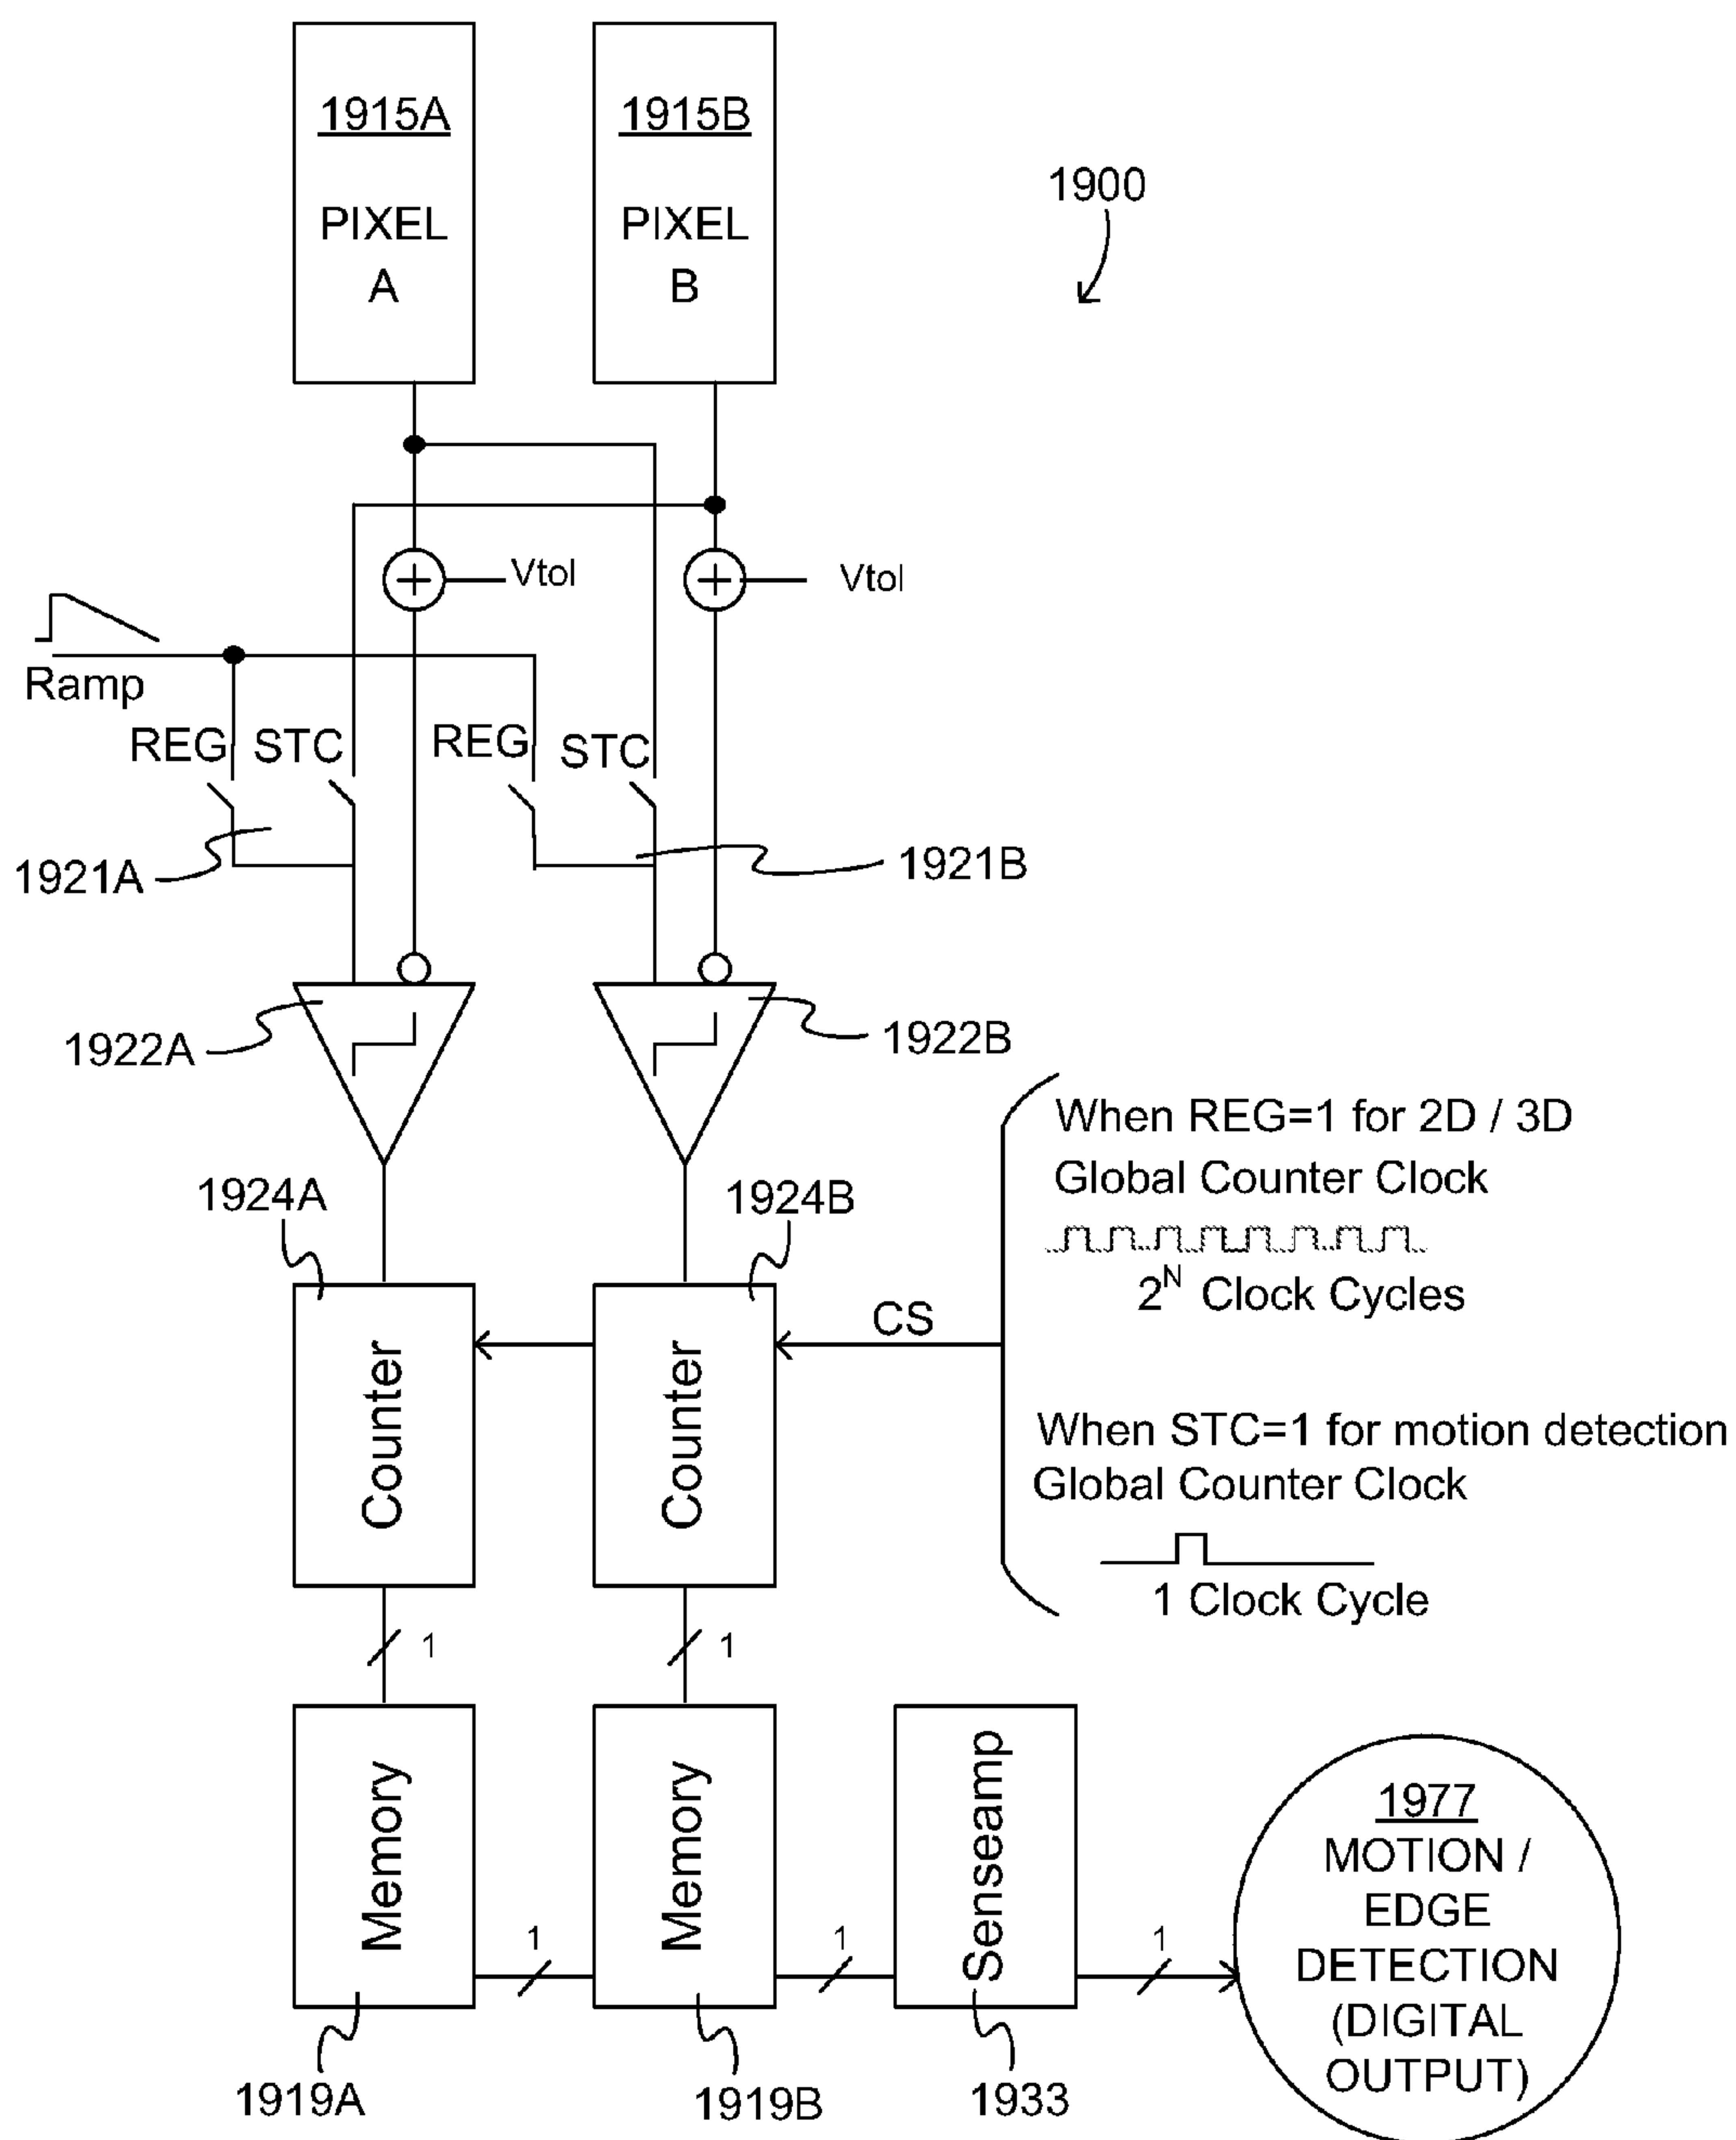 1915A
PIXEL
A
1915B
PIXEL
B
1900
Vtol
Vtol
Ramp
REG
STC
REG
STC
1921A
1921B
1922A
1922B
When REG=1 for 2D / 3D
Global Counter Clock
2^N Clock Cycles
1924A
1924B
CS
Counter
Counter
When STC=1 for motion detection
Global Counter Clock
1 Clock Cycle
1
1
Memory
Memory
Senseamp
1
1
1
1977
MOTION /
EDGE
DETECTION
(DIGITAL
OUTPUT)
1919A
1919B
1933